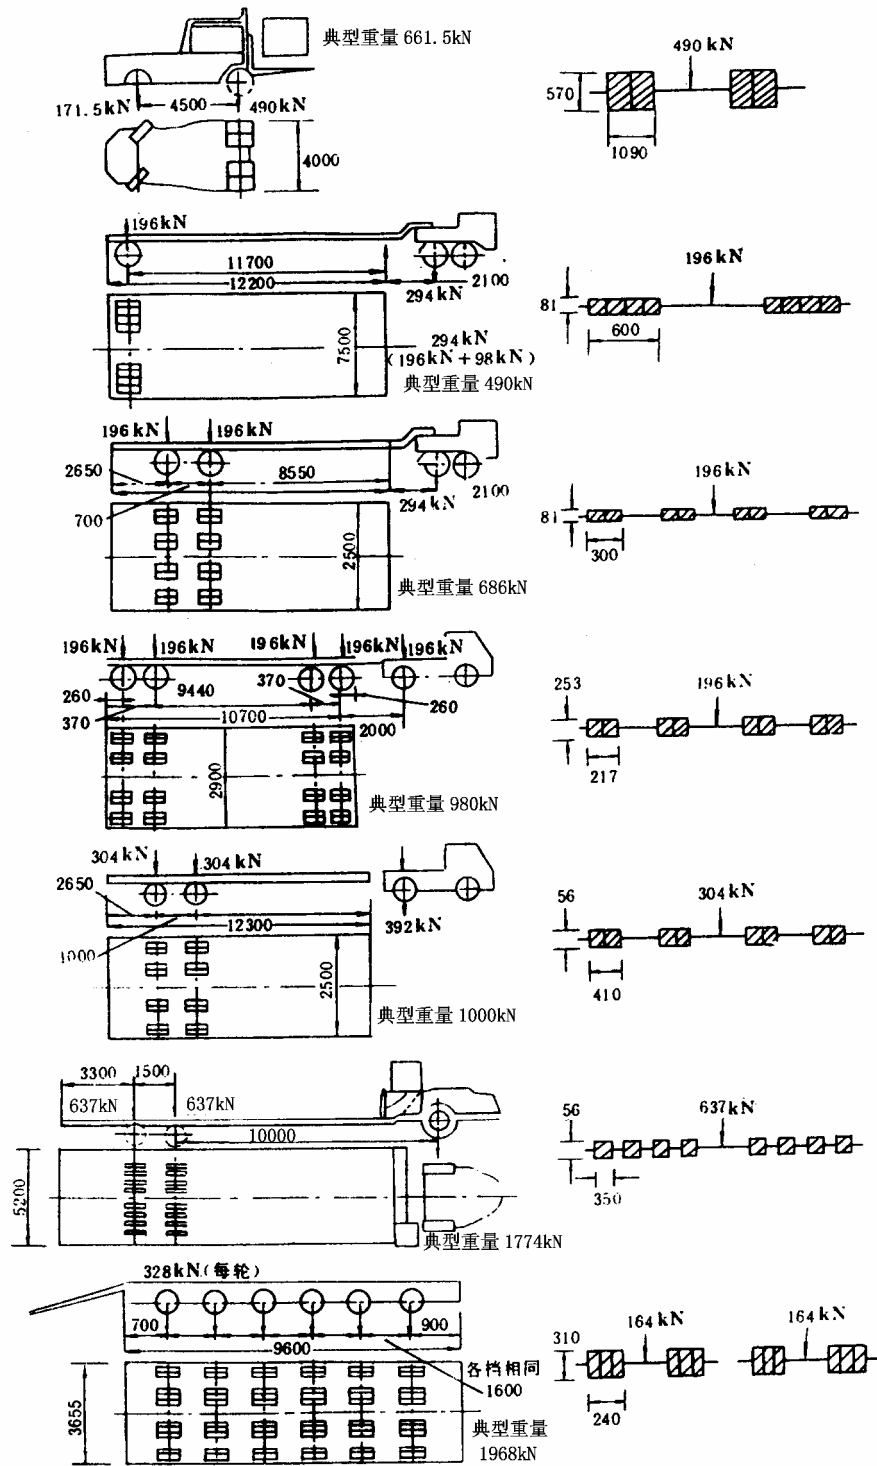 典型重量 661.5kN
490kN
570
1090
171.5kN
4500
490kN
4000
196kN
11700
12200
2100
294kN
7500
294kN
(196kN+98kN)
典型重量 490kN
196kN
81
600
196kN
196kN
2650
8550
700
294kN
2100
2500
典型重量 686kN
196kN
81
300
196kN
196kN
196kN
196kN
196kN
260
9440
370
370
10700
260
2000
2900
典型重量 980kN
196kN
253
217
304kN
304kN
2650
1000
12300
392kN
2500
典型重量 1000kN
304kN
56
410
3300
1500
637kN
637kN
10000
5200
典型重量 1774kN
637kN
56
350
328kN(每轮)
700
900
9600
各档相同
1600
3655
典型重量
1968kN
164kN
164kN
310
240